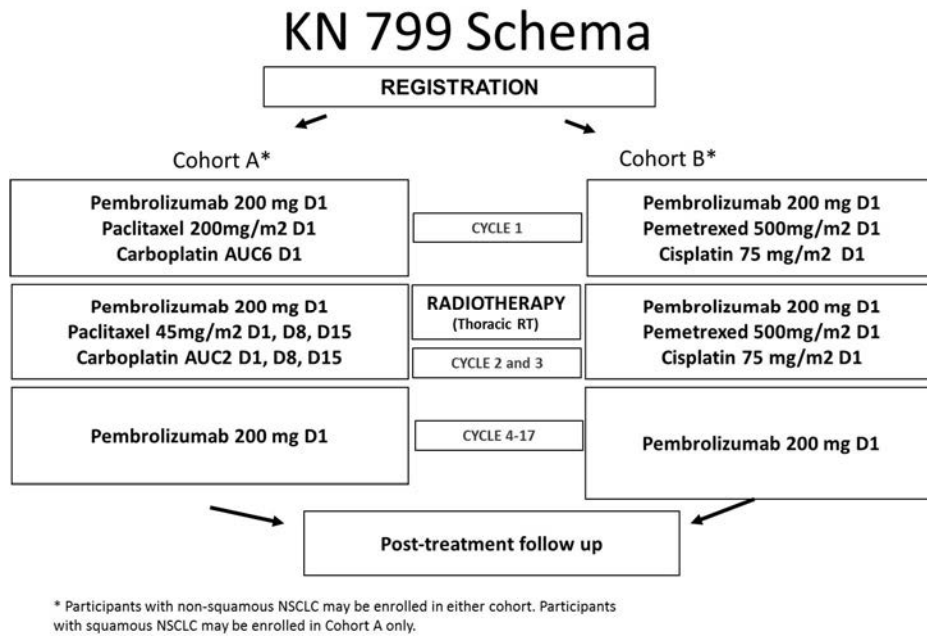 KN 799 Schema
REGISTRATION
Cohort A*
Cohort B*
Pembrolizumab 200 mg D1
Paclitaxel 200mg/m2 D1
Carboplatin AUC6 D1
CYCLE 1
Pembrolizumab 200 mg D1
Pemetrexed 500mg/m2 D1
Cisplatin 75 mg/m2 D1
Pembrolizumab 200 mg D1
Paclitaxel 45mg/m2 D1, D8, D15
Carboplatin AUC2 D1, D8, D15
RADIOTHERAPY
(Thoracic RT)
CYCLE 2 and 3
Pembrolizumab 200 mg D1
Pemetrexed 500mg/m2 D1
Cisplatin 75 mg/m2 D1
Pembrolizumab 200 mg D1
CYCLE 4-17
Pembrolizumab 200 mg D1
Post-treatment follow up
* Participants with non-squamous NSCLC may be enrolled in either cohort. Participants
with squamous NSCLC may be enrolled in Cohort A only.